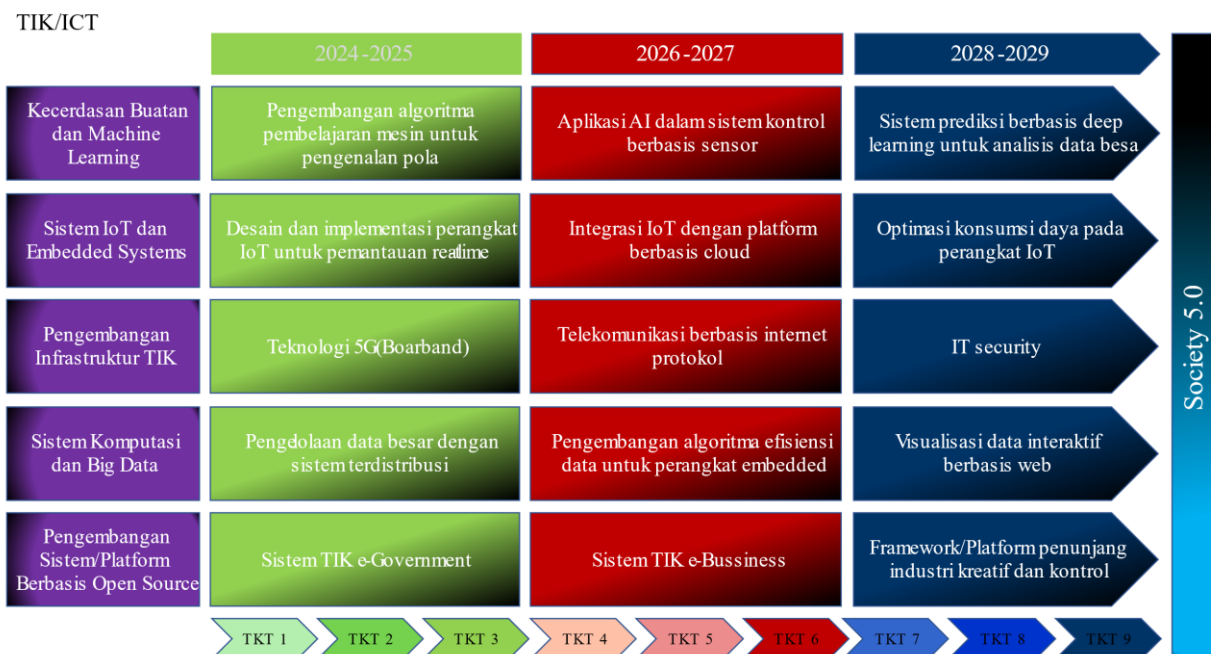 TIK/ICT
2024-2025
2026-2027
2028-2029
Kecerdasan Buatan
dan Machine
Learning
Pengembangan algoritma
pembelajaran mesin untuk
pengenalan pola
Aplikasi AI dalam sistem kontrol
berbasis sensor
Sistem prediksi berbasis deep
learning untuk analisis data besa
Sistem IoT dan
Embedded Systems
Desain dan implementasi perangkat
IoT untuk pemantauan realtime
Integrasi IoT dengan platform
berbasis cloud
Optimasi konsumsi daya pada
perangkat IoT
Pengembangan
Infrastruktur TIK
Teknologi 5G(Boarband)
Telekomunikasi berbasis internet
protokol
IT security
Sistem Komputasi
dan Big Data
Pengelolaan data besar dengan
sistem terdistribusi
Pengembangan algoritma efisiensi
data untuk perangkat embedded
Visualisasi data interaktif
berbasis web
Pengembangan
Sistem/Platform
Berbasis Open Source
Sistem TIK e-Government
Sistem TIK e-Bussiness
Framework/Platform penunjang
industri kreatif dan kontrol
Society 5.0
TKT 1
TKT 2
TKT 3
TKT 4
TKT 5
TKT 6
TKT 7
TKT 8
TKT 9